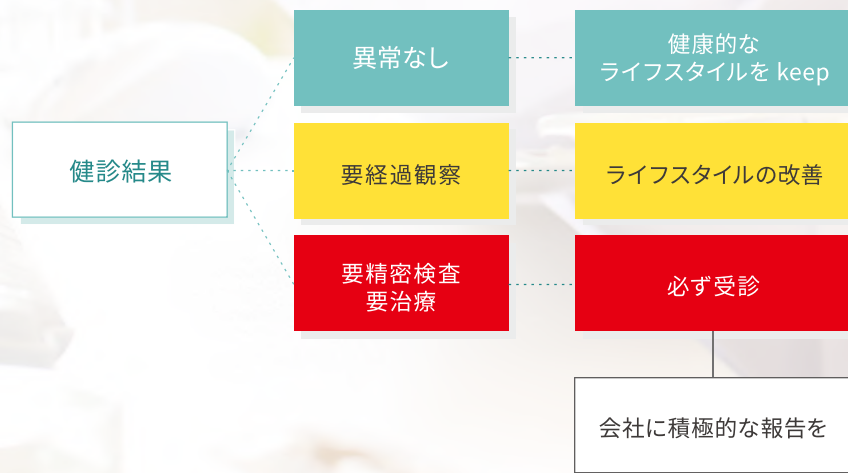 健診結果
異常なし
健康的な
ライフスタイルを keep
要経過観察
ライフスタイルの改善
要精密検査
要治療
必ず受診
会社に積極的な報告を